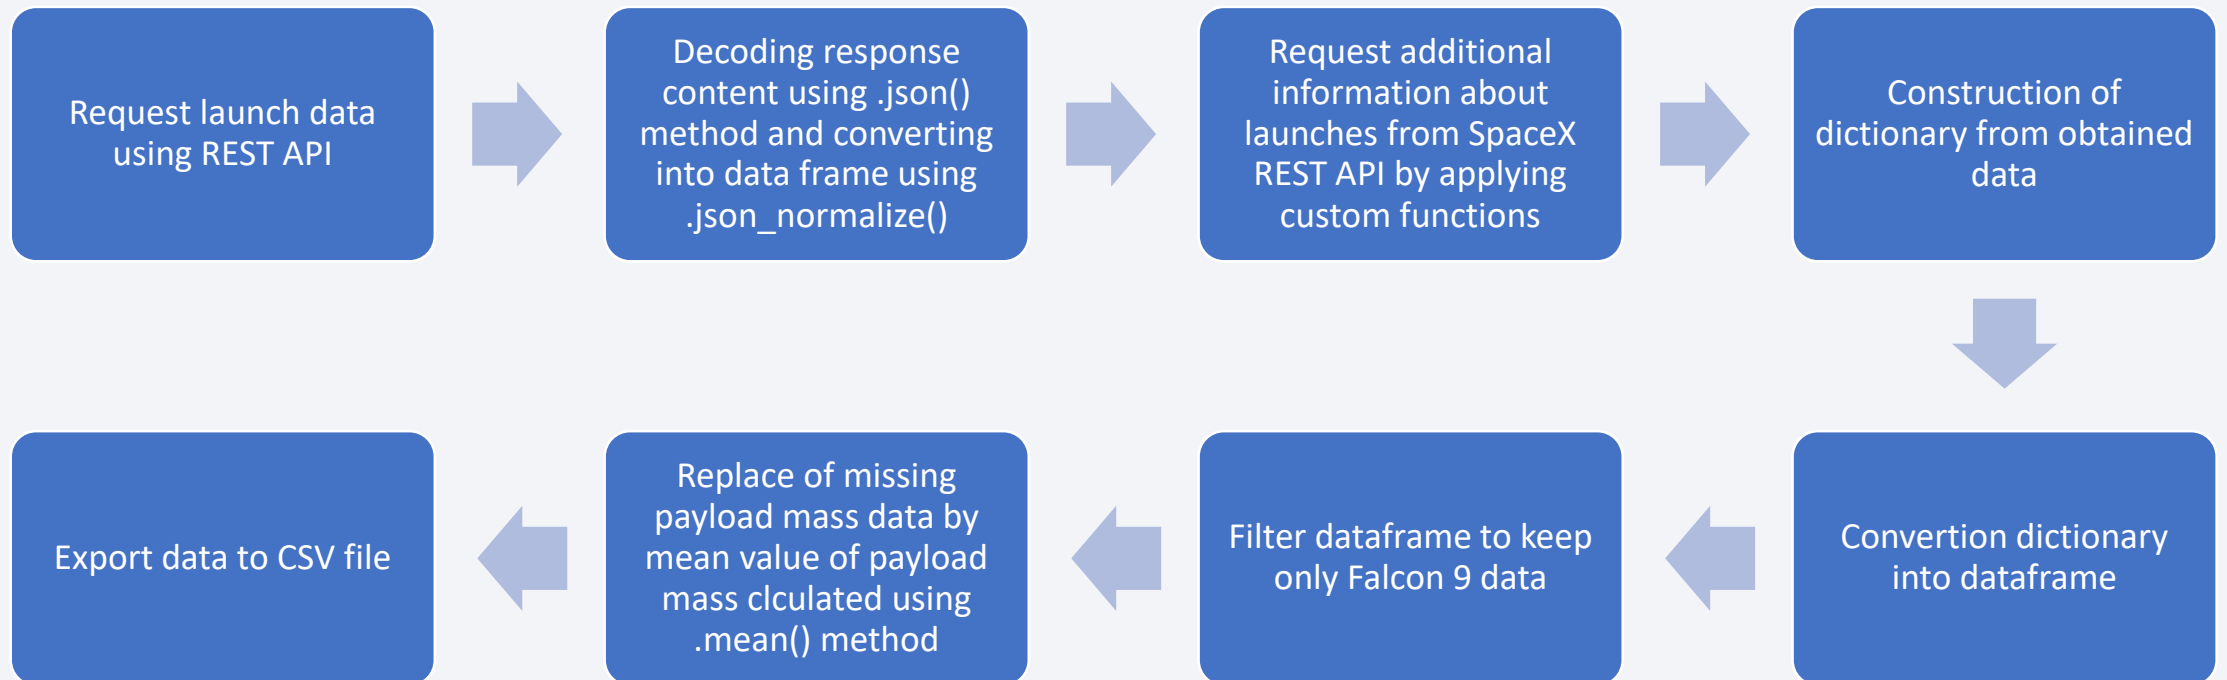 Request launch data
using REST API
Decoding response
content using .json()
method and converting
into data frame using
.json_normalize()
Request additional
information about
launches from SpaceX
REST API by applying
custom functions
Construction of
dictionary from obtained
data
Convertion dictionary
into dataframe
Filter dataframe to keep
only Falcon 9 data
Replace of missing
payload mass data by
mean value of payload
mass clculated using
.mean() method
Export data to CSV file